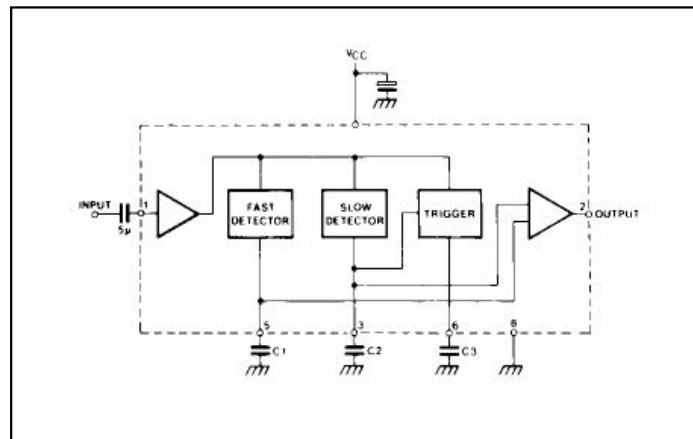 VCC
INPUT
5µ
1
FAST DETECTOR
SLOW DETECTOR
TRIGGER
2
OUTPUT
5
3
6
8
C1
C2
C3